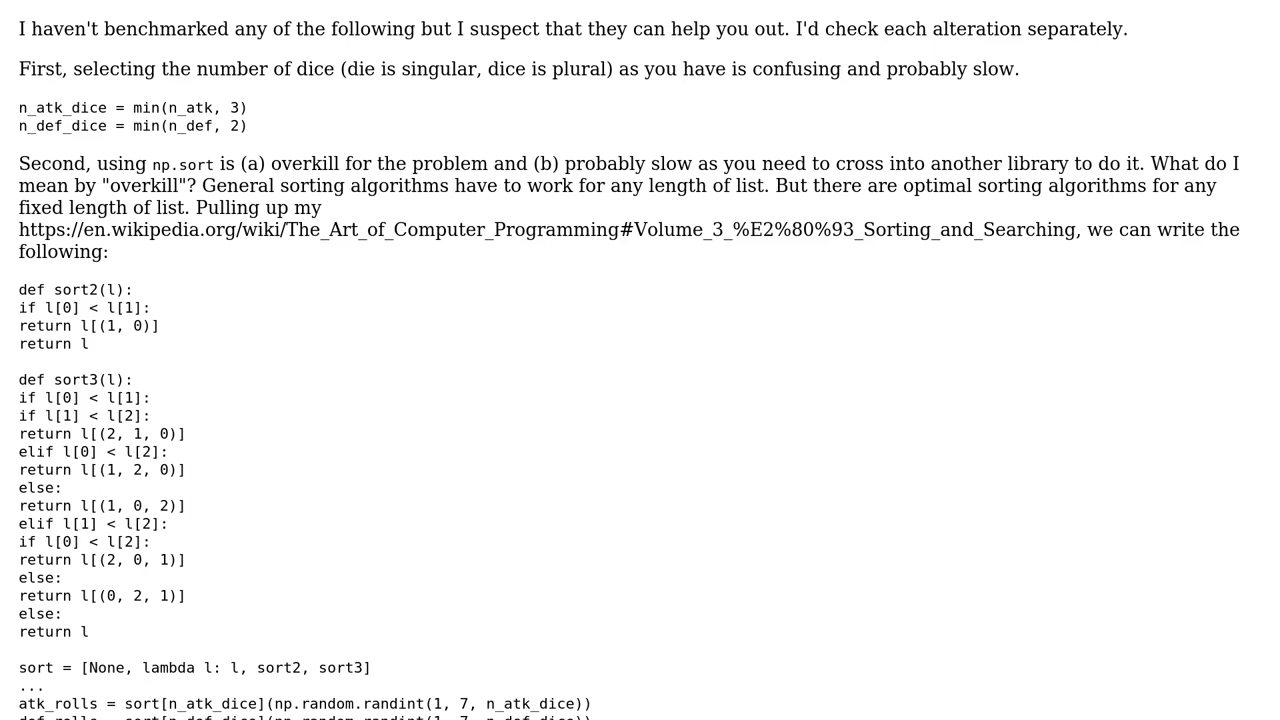 I haven't benchmarked any of the following but I suspect that they can help you out. I'd check each alteration separately.
First, selecting the number of dice (die is singular, dice is plural) as you have is confusing and probably slow.
n_atk_dice = min(n_atk, 3)
n_def_dice = min(n_def, 2)
Second, using np.sort is (a) overkill for the problem and (b) probably slow as you need to cross into another library to do it. What do I
mean by "overkill"? General sorting algorithms have to work for any length of list. But there are optimal sorting algorithms for any
fixed length of list. Pulling up my
https://en.wikipedia.org/wiki/The_Art_of_Computer_Programming#Volume_3_%E2%80%93_Sorting_and_Searching, we can write the
following:
def sort2(l):
if l[0] < l[1]:
return l[(1, 0)]
return l
def sort3(l):
if l[0] < l[1]:
if l[1] < l[2]:
return l[(2, 1, 0)]
elif l[0] < l[2]:
return l[(1, 2, 0)]
else:
return l[(1, 0, 2)]
elif l[1] < l[2]:
if l[0] < l[2]:
return l[(2, 0, 1)]
else:
return l[(0, 2, 1)]
else:
return l
sort = [None, lambda l: l, sort2, sort3]
...
atk_rolls = sort[n_atk_dice](np.random.randint(1, 7, n_atk_dice))
def_rolls = sort[n_def_dice](np.random.randint(1, 7, n_def_dice))